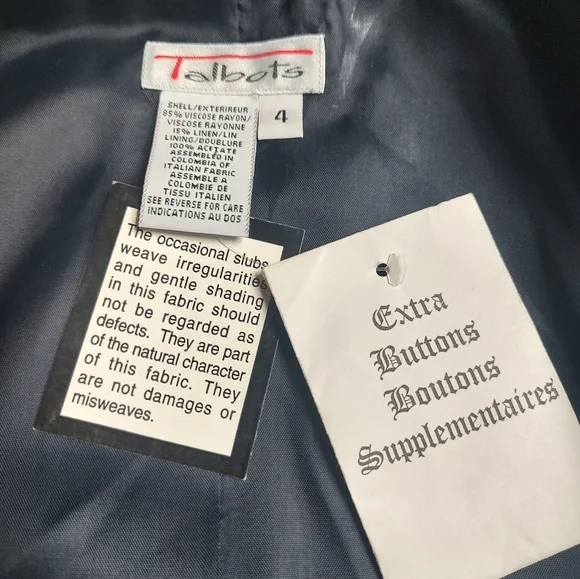 Talbots
4
SHELL/EXTERIEUR
85% VISCOSE RAYON/
VISCOSE RAYONNE
15% LINEN/LIN
LINING/DOUBLURE
100% ACETATE
ASSEMBLED IN
COLOMBIA OF
ITALIAN FABRIC
ASSEMBLE A
COLOMBIE DE
TISSU ITALIEN
SEE REVERSE FOR CARE
INDICATIONS AU DOS
The occasional slubs
weave irregularities
and gentle shading
in this fabric should
not be regarded as
defects. They are part
of the natural character
of this fabric. They
are not damages or
misweaves.
Extra
Buttons
Boutons
Supplementaires